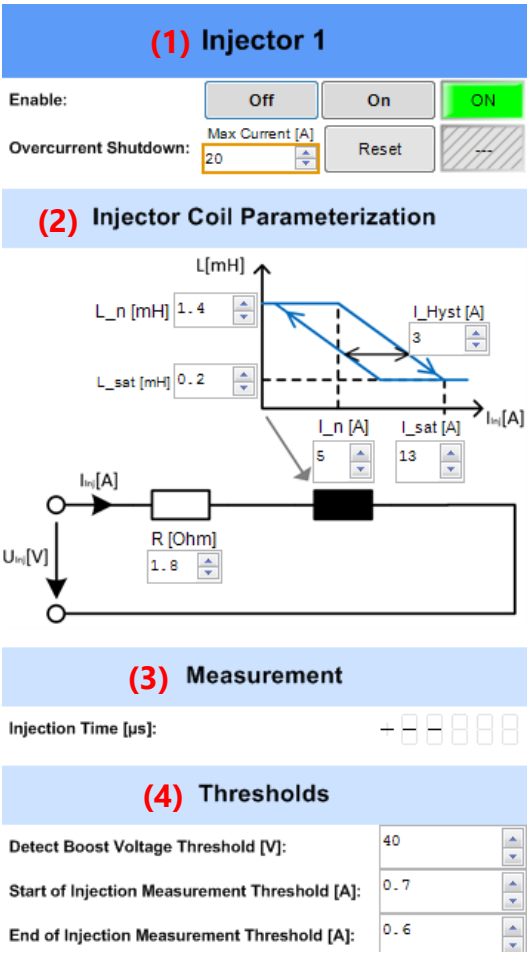 (1) Injector 1
Enable: Off On ON
Max Current [A]
Overcurrent Shutdown: 20 Reset ---
(2) Injector Coil Parameterization
L[mH]
L_n [mH] 1.4 I_Hyst [A]
3
L_sat [mH] 0.2
I_n [A] I_sat [A] IInj[A]
5 13
IInj[A]
R [Ohm]
UInj[V] 1.8
(3) Measurement
Injection Time [µs]: ---
(4) Thresholds
Detect Boost Voltage Threshold [V]: 40
Start of Injection Measurement Threshold [A]: 0.7
End of Injection Measurement Threshold [A]: 0.6